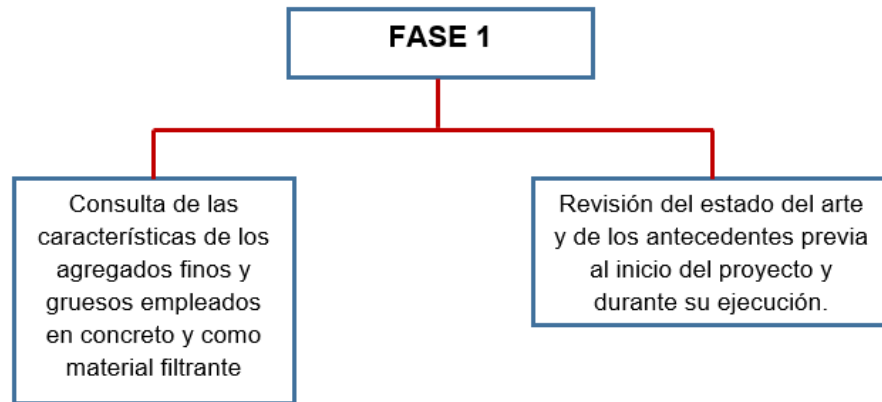 FASE 1
Consulta de las
características de los
agregados finos y
gruesos empleados
en concreto y como
material filtrante
Revisión del estado del arte
y de los antecedentes previa
al inicio del proyecto y
durante su ejecución.